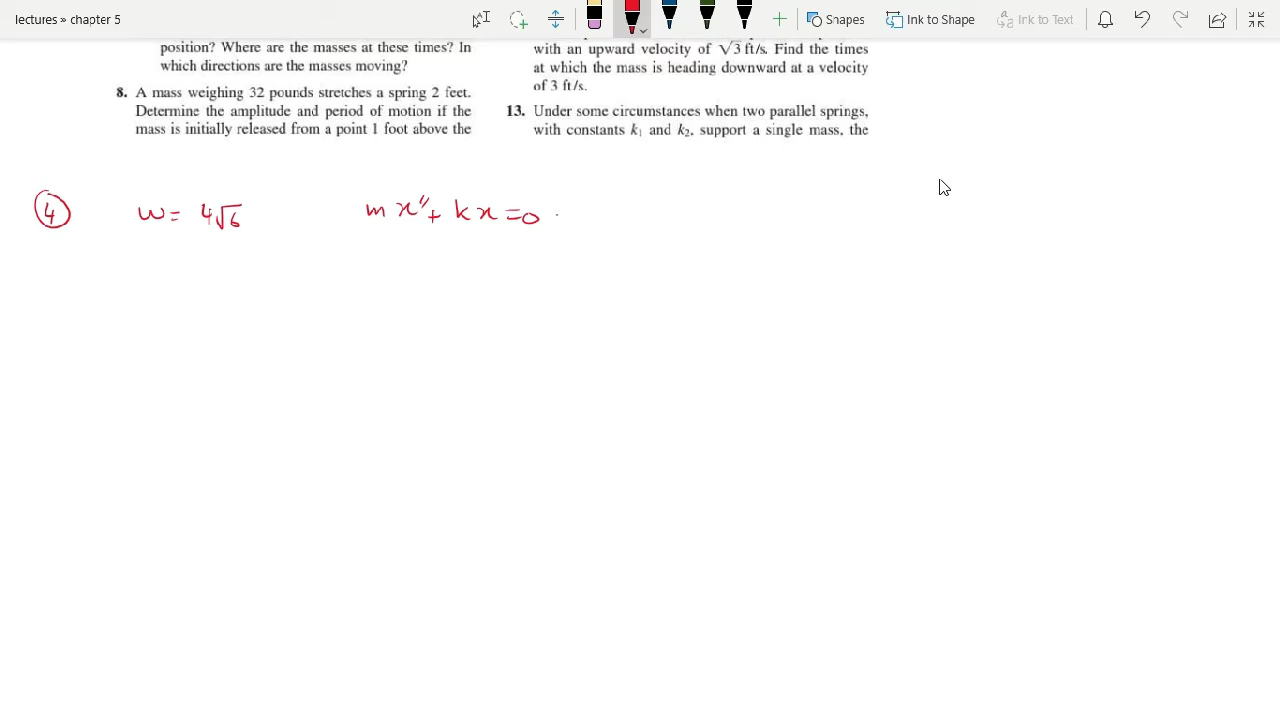 lectures » chapter 5
Shapes
Ink to Shape
Ink to Text
position? Where are the masses at these times? In
which directions are the masses moving?
8. A mass weighing 32 pounds stretches a spring 2 feet.
Determine the amplitude and period of motion if the
mass is initially released from a point 1 foot above the
with an upward velocity of √3 ft/s. Find the times
at which the mass is heading downward at a velocity
of 3 ft/s.
13. Under some circumstances when two parallel springs,
with constants k₁ and k₂, support a single mass, the
④ w = 4√6 m x'' + k x = 0